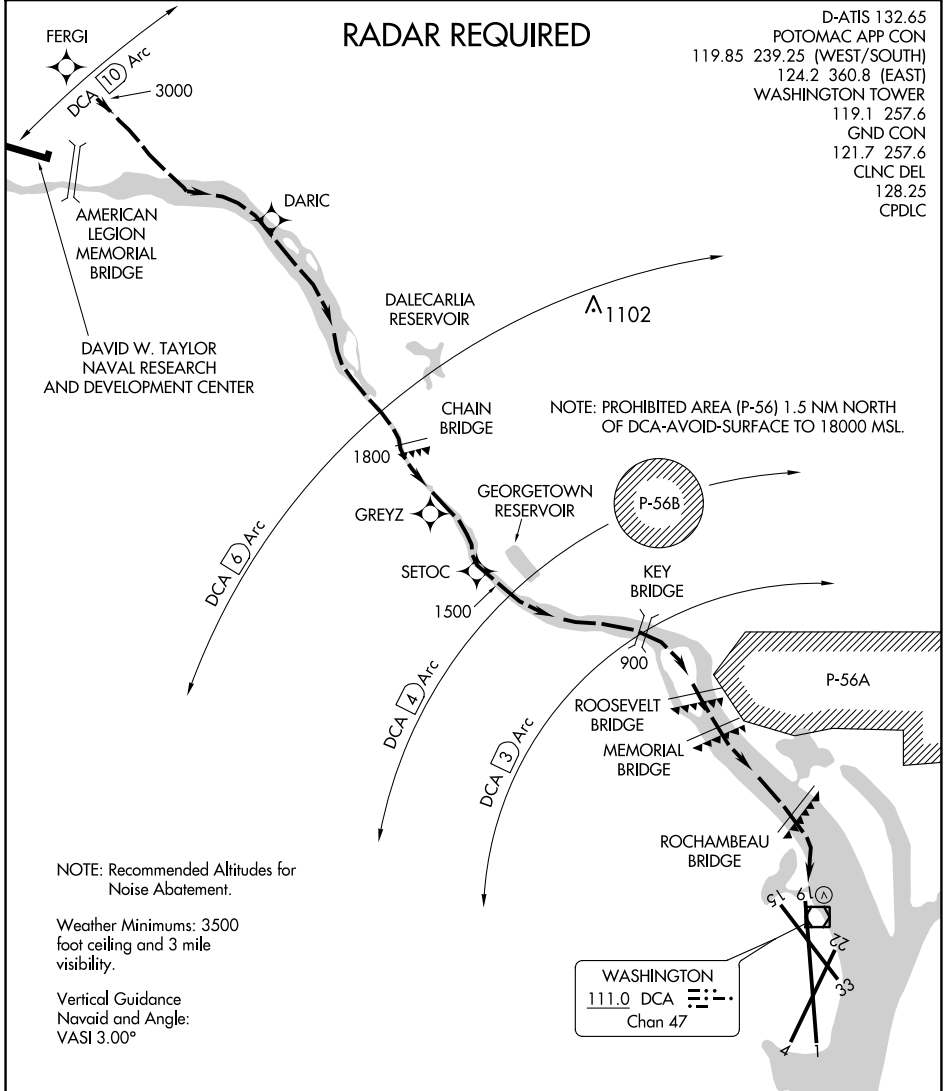 RADAR REQUIRED
D-ATIS 132.65
POTOMAC APP CON
119.85 239.25 (WEST/SOUTH)
124.2 360.8 (EAST)
WASHINGTON TOWER
119.1 257.6
GND CON
121.7 257.6
CLNC DEL
128.25
CPDLC
FERGI
DCA 10 Arc
3000
AMERICAN
LEGION
MEMORIAL
BRIDGE
DARIC
DAVID W. TAYLOR
NAVAL RESEARCH
AND DEVELOPMENT CENTER
DALECARLIA
RESERVOIR
1102
CHAIN
BRIDGE
1800
NOTE: PROHIBITED AREA (P-56) 1.5 NM NORTH
OF DCA-AVOID-SURFACE TO 18000 MSL.
GREYZ
GEORGETOWN
RESERVOIR
P-56B
DCA 6 Arc
SETOC
1500
KEY
BRIDGE
900
DCA 4 Arc
P-56A
ROOSEVELT
BRIDGE
MEMORIAL
BRIDGE
DCA 3 Arc
ROCHAMBEAU
BRIDGE
NOTE: Recommended Altitudes for
Noise Abatement.
Weather Minimums: 3500
foot ceiling and 3 mile
visibility.
Vertical Guidance
Navaid and Angle:
VASI 3.00°
15
19
V
22
33
4
1
WASHINGTON
111.0 DCA
Chan 47